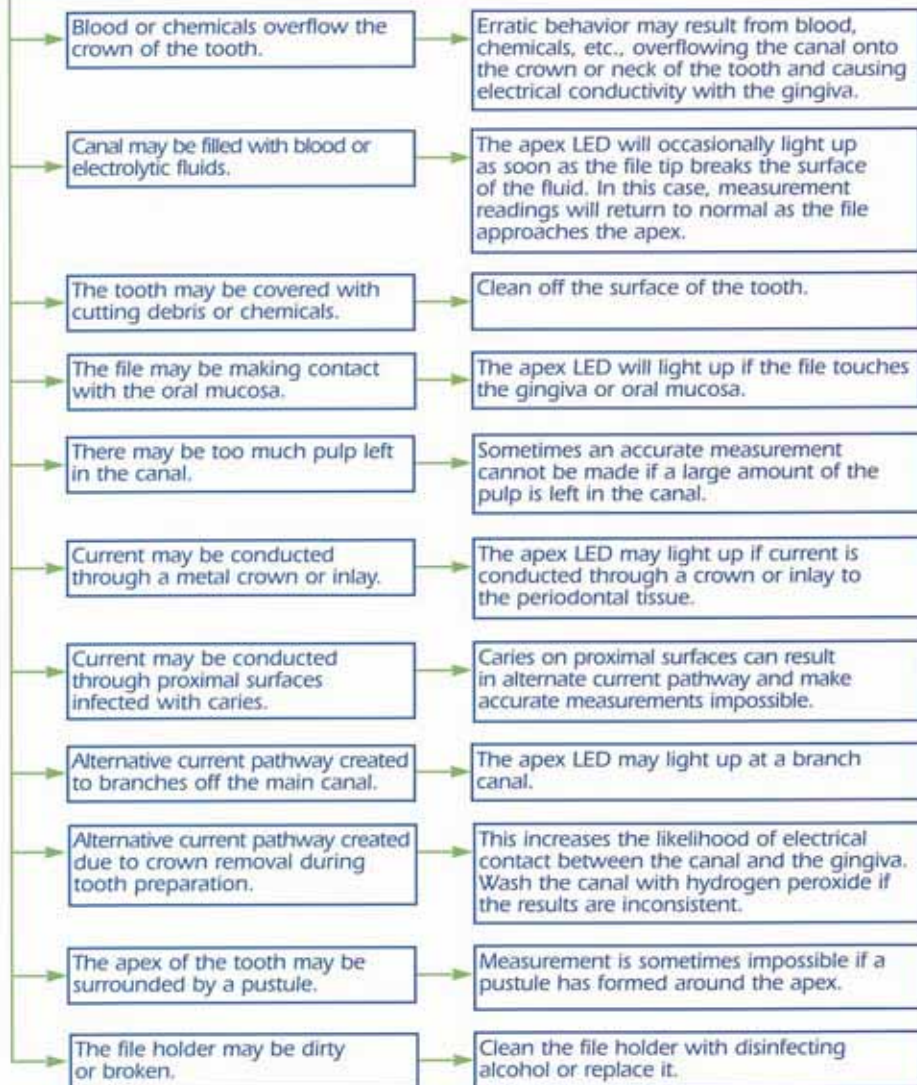 Blood or chemicals overflow the
crown of the tooth.
Erratic behavior may result from blood,
chemicals, etc., overflowing the canal onto
the crown or neck of the tooth and causing
electrical conductivity with the gingiva.
Canal may be filled with blood or
electrolytic fluids.
The apex LED will occasionally light up
as soon as the file tip breaks the surface
of the fluid. In this case, measurement
readings will return to normal as the file
approaches the apex.
The tooth may be covered with
cutting debris or chemicals.
Clean off the surface of the tooth.
The file may be making contact
with the oral mucosa.
The apex LED will light up if the file touches
the gingiva or oral mucosa.
There may be too much pulp left
in the canal.
Sometimes an accurate measurement
cannot be made if a large amount of the
pulp is left in the canal.
Current may be conducted
through a metal crown or inlay.
The apex LED may light up if current is
conducted through a crown or inlay to
the periodontal tissue.
Current may be conducted
through proximal surfaces
infected with caries.
Caries on proximal surfaces can result
in alternate current pathway and make
accurate measurements impossible.
Alternative current pathway created
to branches off the main canal.
The apex LED may light up at a branch
canal.
Alternative current pathway created
due to crown removal during
tooth preparation.
This increases the likelihood of electrical
contact between the canal and the gingiva.
Wash the canal with hydrogen peroxide if
the results are inconsistent.
The apex of the tooth may be
surrounded by a pustule.
Measurement is sometimes impossible if a
pustule has formed around the apex.
The file holder may be dirty
or broken.
Clean the file holder with disinfecting
alcohol or replace it.